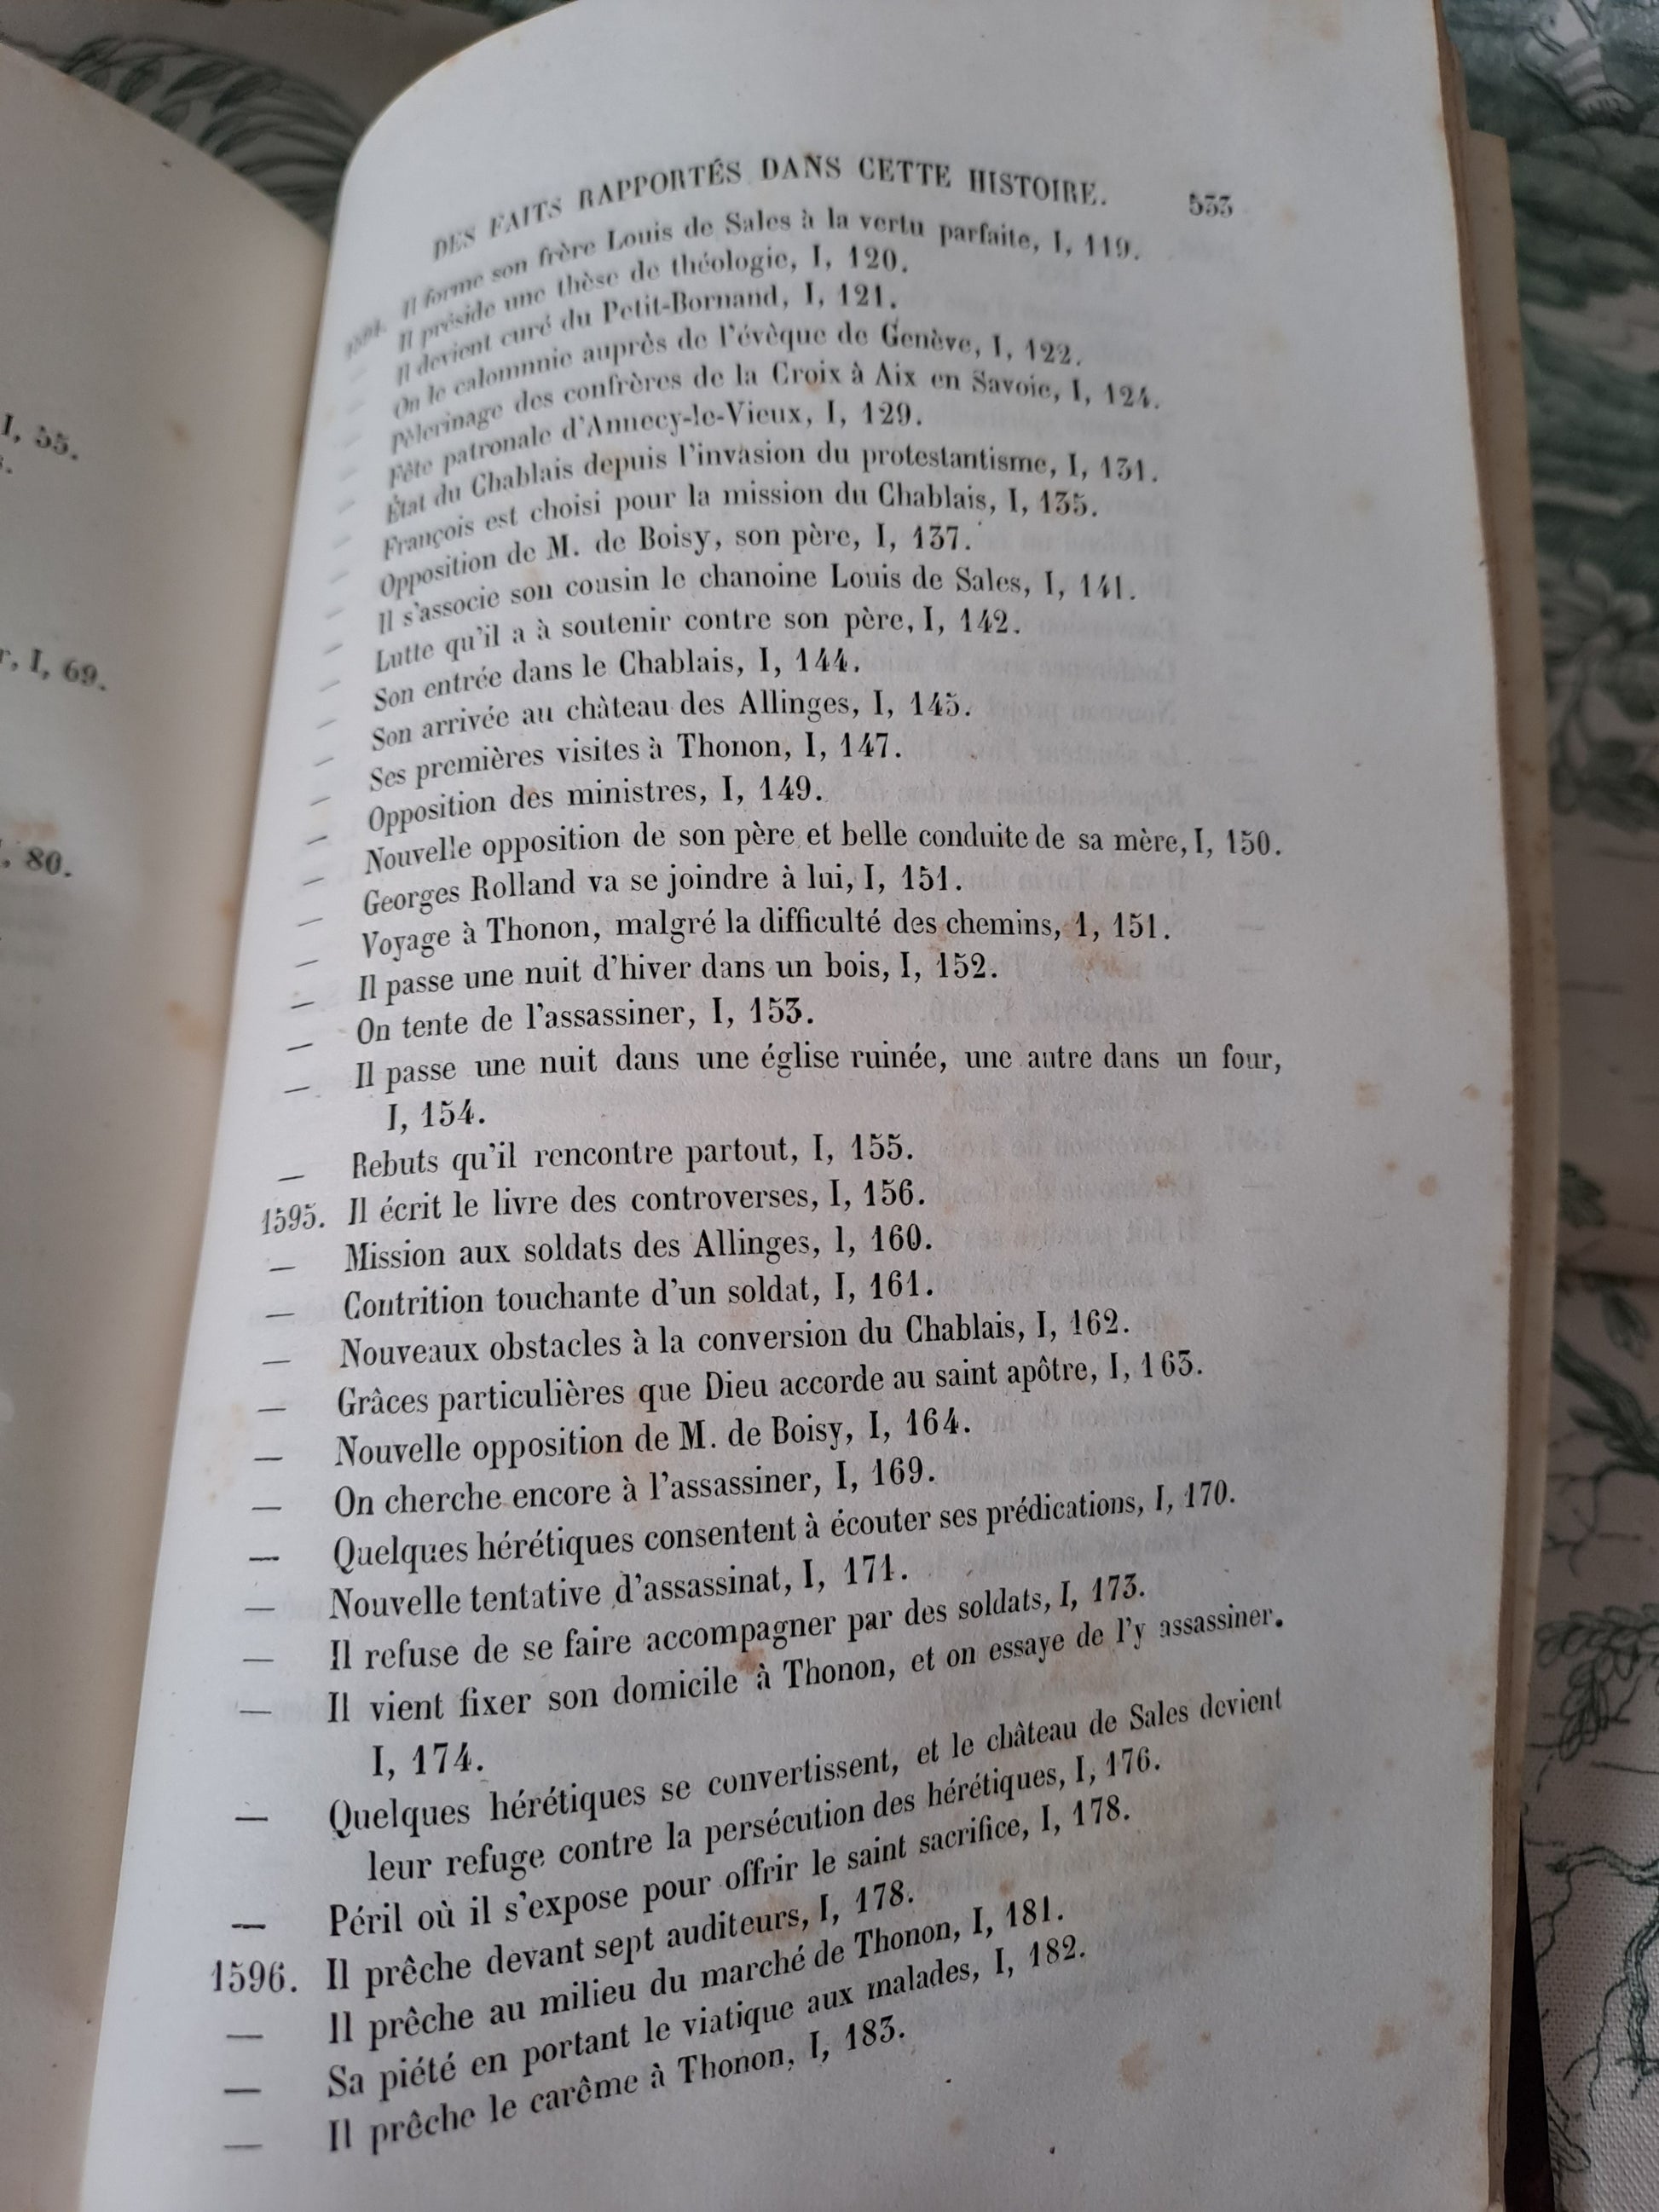 I, 55.
r, I, 69.
, 80.
DES FAITS RAPPORTÉS DANS CETTE HISTOIRE. 533
1594. Il forme son frère Louis de Sales à la vertu parfaite, I, 119.
— Il préside une thèse de théologie, I, 120.
— Il devient curé du Petit-Bornand, I, 121.
— On le calomnie auprès de l'évêque de Genève, I, 122.
— Pèlerinage des confrères de la Croix à Aix en Savoie, I, 124.
— Fête patronale d'Annecy-le-Vieux, I, 129.
— État du Chablais depuis l'invasion du protestantisme, I, 131.
— François est choisi pour la mission du Chablais, I, 135.
— Opposition de M. de Boisy, son père, I, 137.
— Il s'associe son cousin le chanoine Louis de Sales, I, 141.
— Lutte qu'il a à soutenir contre son père, I, 142.
— Son entrée dans le Chablais, I, 144.
— Son arrivée au château des Allinges, I, 145.
— Ses premières visites à Thonon, I, 147.
— Opposition des ministres, I, 149.
— Nouvelle opposition de son père et belle conduite de sa mère, I, 150.
— Georges Rolland va se joindre à lui, I, 151.
— Voyage à Thonon, malgré la difficulté des chemins, 1, 151.
— Il passe une nuit d'hiver dans un bois, I, 152.
— On tente de l'assassiner, I, 153.
— Il passe une nuit dans une église ruinée, une autre dans un four,
I, 154.
— Rebuts qu'il rencontre partout, I, 155.
1595. Il écrit le livre des controverses, I, 156.
— Mission aux soldats des Allinges, I, 160.
— Contrition touchante d'un soldat, I, 161.
— Nouveaux obstacles à la conversion du Chablais, I, 162.
— Grâces particulières que Dieu accorde au saint apôtre, I, 163.
— Nouvelle opposition de M. de Boisy, I, 164.
— On cherche encore à l'assassiner, I, 169.
— Quelques hérétiques consentent à écouter ses prédications, I, 170.
— Nouvelle tentative d'assassinat, I, 171.
— Il refuse de se faire accompagner par des soldats, I, 173.
— Il vient fixer son domicile à Thonon, et on essaye de l'y assassiner.
I, 174.
— Quelques hérétiques se convertissent, et le château de Sales devient
leur refuge contre la persécution des hérétiques, I, 176.
— Péril où il s'expose pour offrir le saint sacrifice, I, 178.
1596. Il prêche devant sept auditeurs, I, 178.
— Il prêche au milieu du marché de Thonon, I, 181.
— Sa piété en portant le viatique aux malades, I, 182.
— Il prêche le carême à Thonon, I, 183.